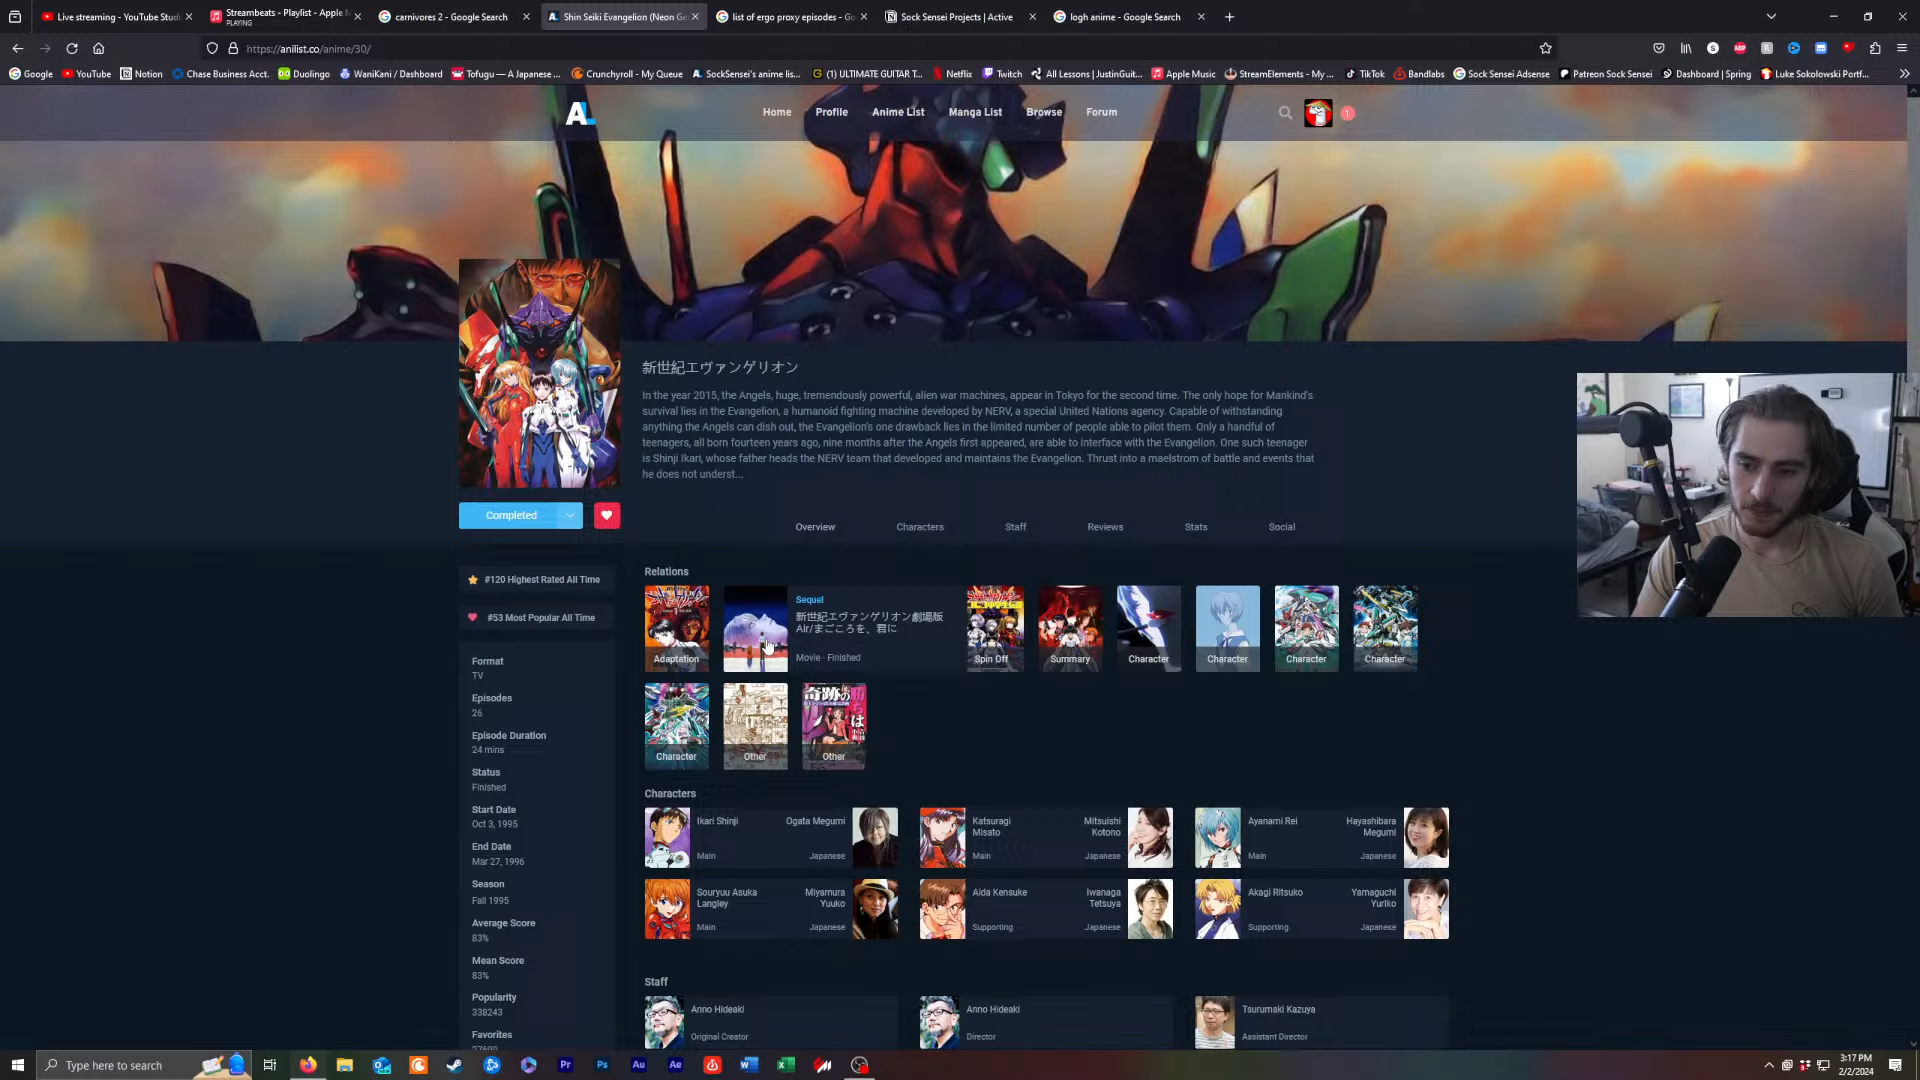 Live streaming - YouTube Studi
Streambeats - Playlist - Apple M
PLAYING
carnivores 2 - Google Search
Shin Seiki Evangelion (Neon Ge
list of ergo proxy episodes - Go
Sock Sensei Projects | Active
logh anime - Google Search
https://anilist.co/anime/30/
Google
YouTube
Notion
Chase Business Acct.
Duolingo
WaniKani / Dashboard
Tofugu — A Japanese ...
Crunchyroll - My Queue
SockSensei's anime lis...
(1) ULTIMATE GUITAR T...
Netflix
Twitch
All Lessons | JustinGuit...
Apple Music
StreamElements - My ...
TikTok
Bandlabs
Sock Sensei Adsense
Patreon Sock Sensei
Dashboard | Spring
Luke Sokolowski Portf...
Home
Profile
Anime List
Manga List
Browse
Forum
1
新世紀エヴァンゲリオン
In the year 2015, the Angels, huge, tremendously powerful, alien war machines, appear in Tokyo for the second time. The only hope for Mankind's
survival lies in the Evangelion, a humanoid fighting machine developed by NERV, a special United Nations agency. Capable of withstanding
anything the Angels can dish out, the Evangelion's one drawback lies in the limited number of people able to pilot them. Only a handful of
teenagers, all born fourteen years ago, nine months after the Angels first appeared, are able to interface with the Evangelion. One such teenager
is Shinji Ikari, whose father heads the NERV team that developed and maintains the Evangelion. Thrust into a maelstrom of battle and events that
he does not underst...
Completed
Overview
Characters
Staff
Reviews
Stats
Social
#120 Highest Rated All Time
#53 Most Popular All Time
Format
TV
Episodes
26
Episode Duration
24 mins
Status
Finished
Start Date
Oct 3, 1995
End Date
Mar 27, 1996
Season
Fall 1995
Average Score
83%
Mean Score
83%
Popularity
338243
Favorites
Relations
Adaptation
Sequel
新世紀エヴァンゲリオン劇場版
Air/まごころを、君に
Movie · Finished
Spin Off
Summary
Character
Character
Character
Character
Character
Other
Other
Characters
Ikari Shinji
Ogata Megumi
Main
Japanese
Katsuragi
Misato
Mitsuishi
Kotono
Main
Japanese
Ayanami Rei
Hayashibara
Megumi
Main
Japanese
Souryuu Asuka
Langley
Miyamura
Yuuko
Main
Japanese
Aida Kensuke
Iwanaga
Tetsuya
Supporting
Japanese
Akagi Ritsuko
Yamaguchi
Yuriko
Supporting
Japanese
Staff
Anno Hideaki
Original Creator
Anno Hideaki
Director
Tsurumaki Kazuya
Assistant Director
Type here to search
3:17 PM
2/2/2024